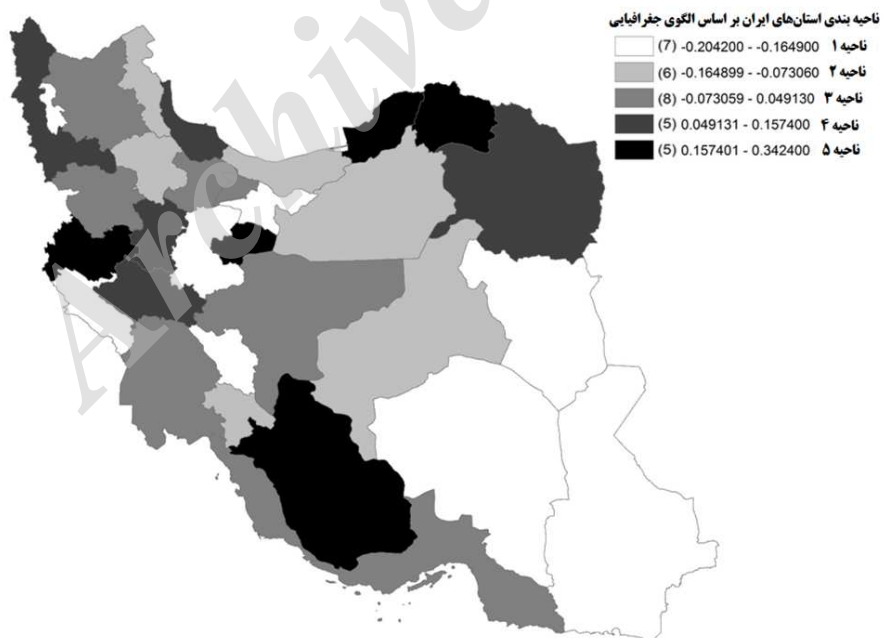 ناحیه بندی استان‌های ایران بر اساس الگوی جغرافیایی
ناحیه ۱ (7) -0.204200 - -0.164900
ناحیه ۲ (6) -0.164899 - -0.073060
ناحیه ۳ (8) -0.073059 - 0.049130
ناحیه ۴ (5) 0.049131 - 0.157400
ناحیه ۵ (5) 0.157401 - 0.342400
Archive